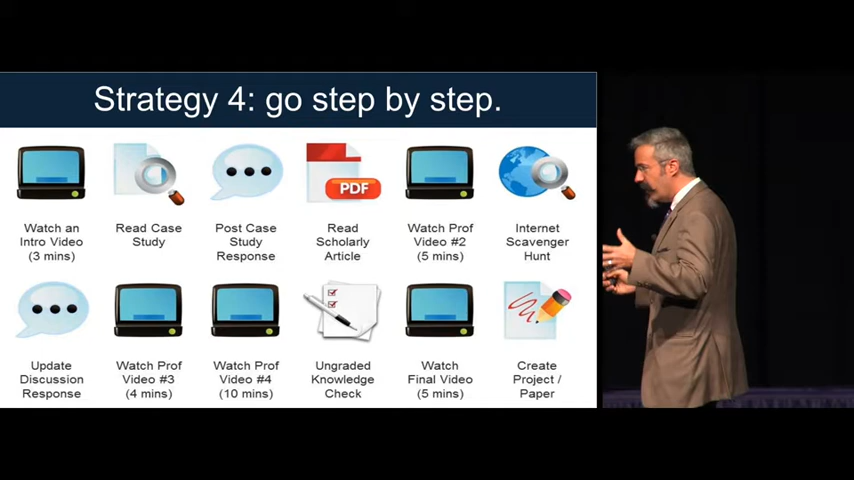 Strategy 4: go step by step.
PDF
Watch an
Intro Video
(3 mins)
Read Case
Study
Post Case
Study
Response
Read
Scholarly
Article
Watch Prof
Video #2
(5 mins)
Internet
Scavenger
Hunt
Update
Discussion
Response
Watch Prof
Video #3
(4 mins)
Watch Prof
Video #4
(10 mins)
Ungraded
Knowledge
Check
Watch
Final Video
(5 mins)
Create
Project /
Paper